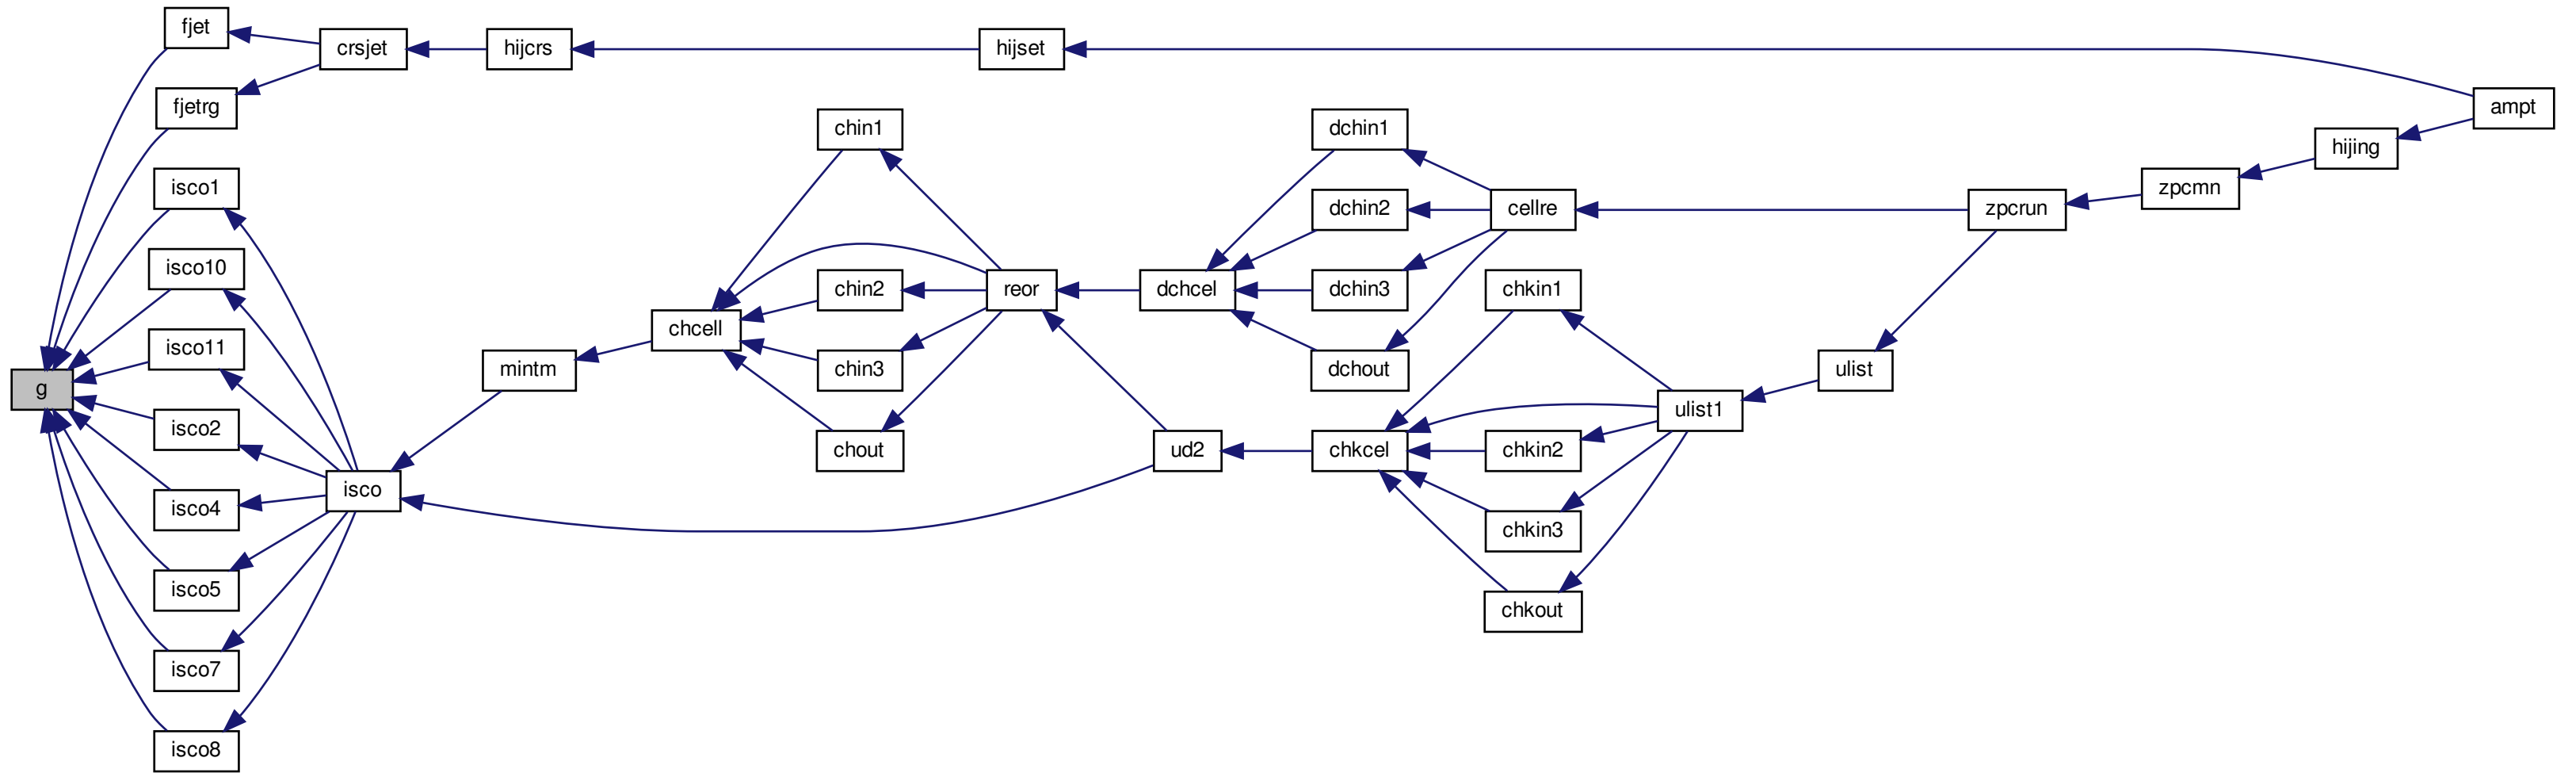 fjet
crsjet
hijcrs
hijset
fjetrg
ampt
chin1
dchin1
hijing
isco1
zpcmn
dchin2
cellre
zpcrun
isco10
chin2
reor
dchcel
dchin3
chkin1
chcell
isco11
mintm
chin3
dchout
ulist
g
ulist1
isco2
chout
ud2
chkcel
chkin2
isco
isco4
chkin3
isco5
chkout
isco7
isco8